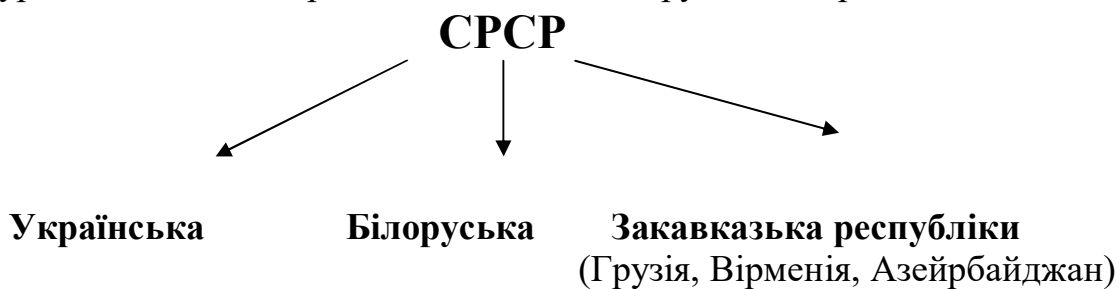 СРСР
Українська Білоруська Закавказька республіки
(Грузія, Вірменія, Азейрбайджан)